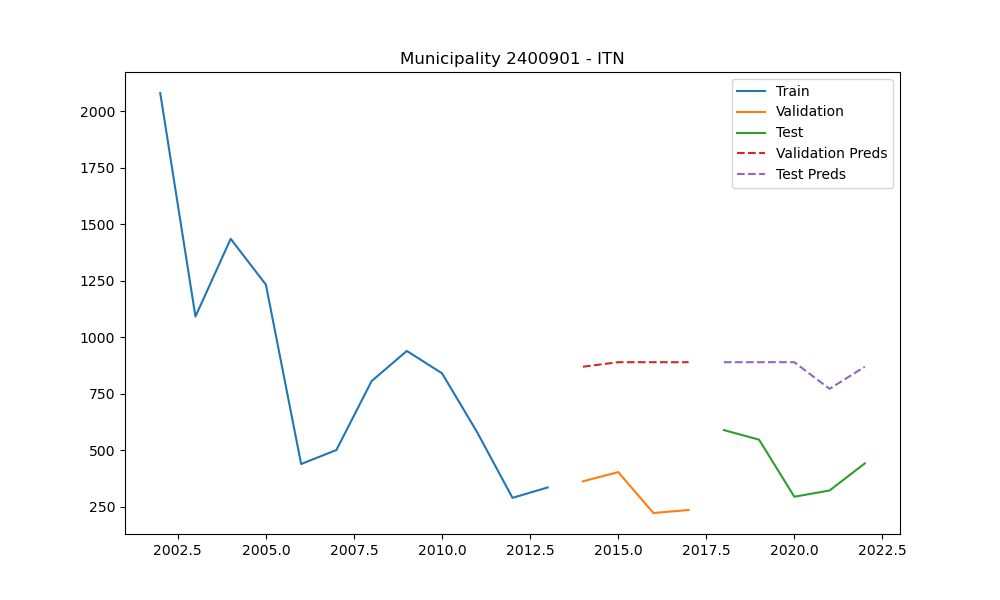 Municipality 2400901 - ITN
Train
Validation
Test
Validation Preds
Test Preds
2000
1750
1500
1250
1000
750
500
250
2002.5 2005.0 2007.5 2010.0 2012.5 2015.0 2017.5 2020.0 2022.5